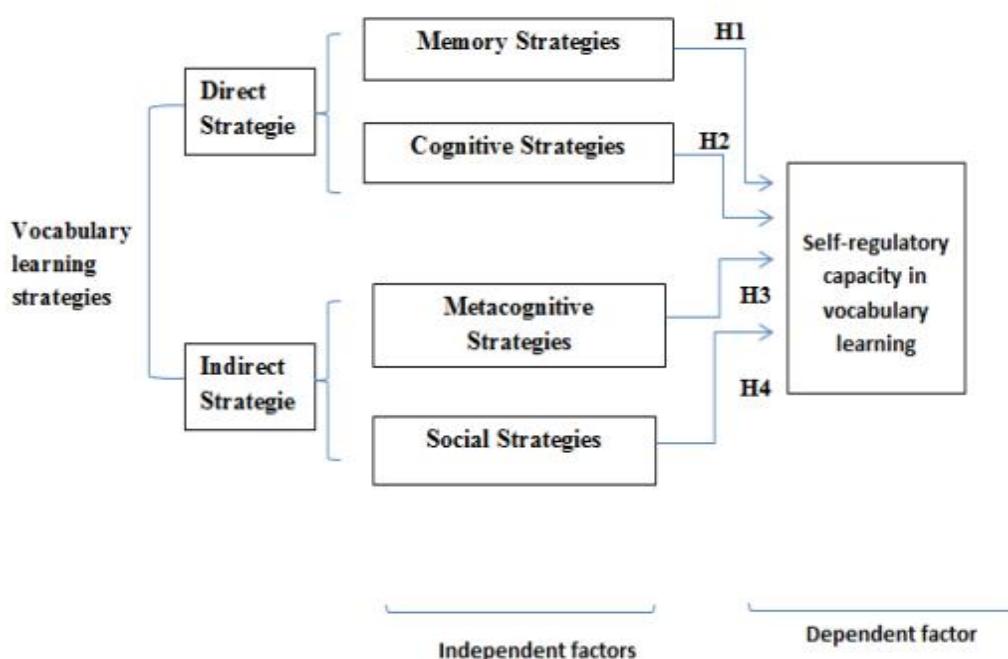 Memory Strategies
H1
Direct
Strategie
Cognitive Strategies
H2
Vocabulary
learning
strategies
Self-regulatory
capacity in
vocabulary
learning
Metacognitive
Strategies
H3
Indirect
Strategie
H4
Social Strategies
Independent factors
Dependent factor